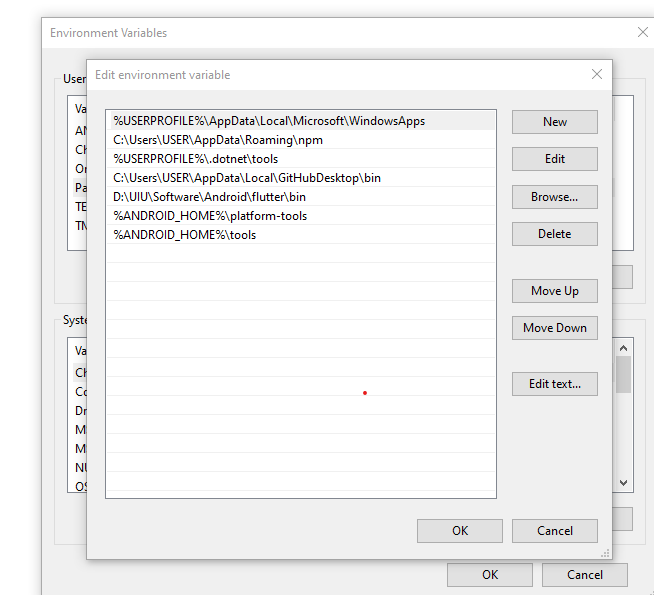 Environment Variables
Edit environment variable
User
%USERPROFILE%\AppData\Local\Microsoft\WindowsApps
C:\Users\USER\AppData\Roaming\npm
%USERPROFILE%\.dotnet\tools
C:\Users\USER\AppData\Local\GitHubDesktop\bin
D:\UIU\Software\Android\flutter\bin
%ANDROID_HOME%\platform-tools
%ANDROID_HOME%\tools
New
Edit
Browse...
Delete
Move Up
Move Down
Edit text...
OK
Cancel
Va
AN
Ch
On
Pa
TE
TM
Syste
Va
Ch
Co
Dr
NU
OS
OK
Cancel